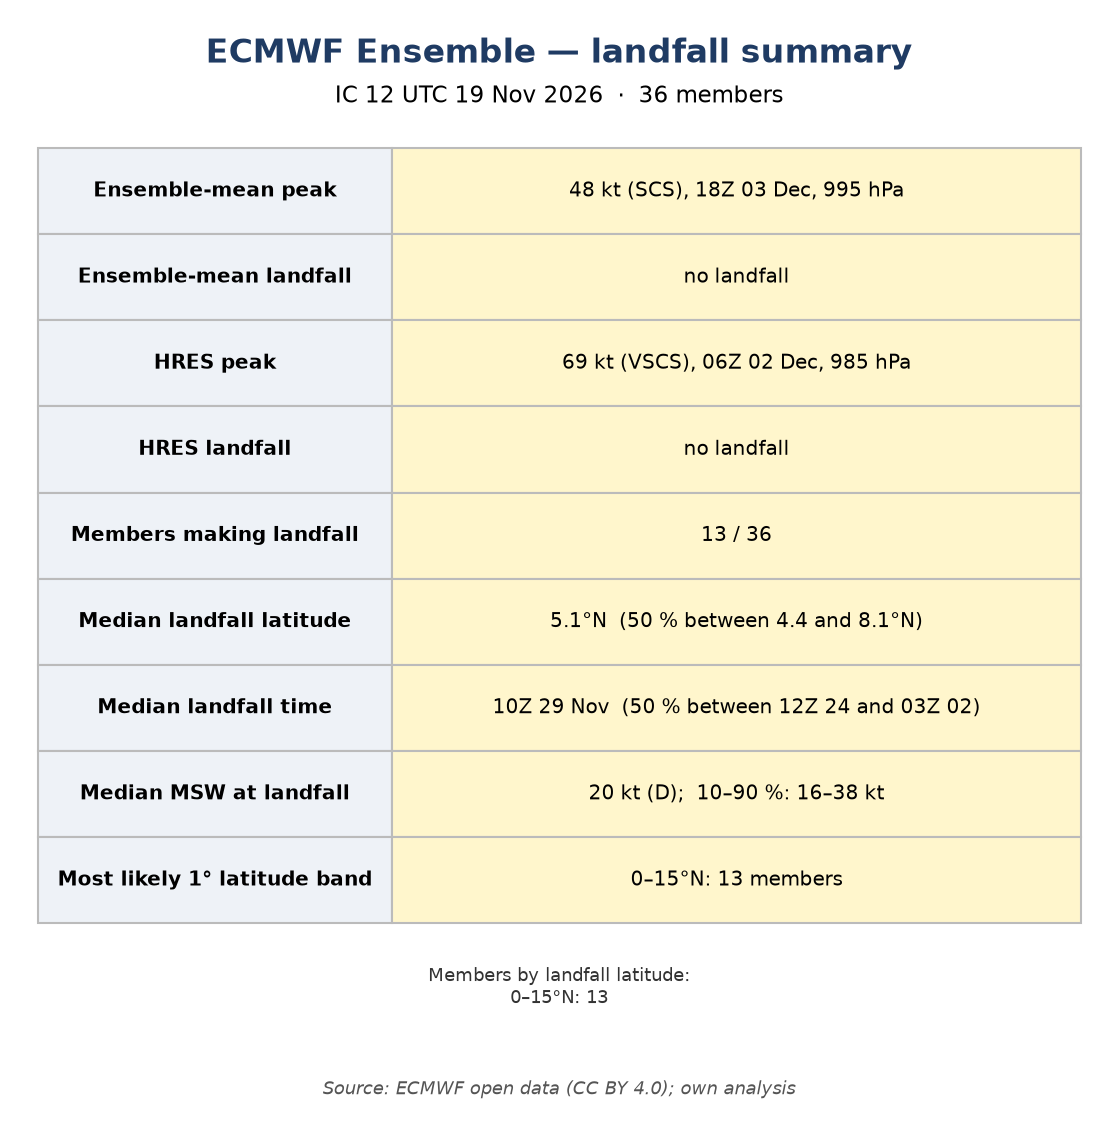 ECMWF Ensemble — landfall summary
IC 12 UTC 19 Nov 2026 · 36 members
Ensemble-mean peak 48 kt (SCS), 18Z 03 Dec, 995 hPa
Ensemble-mean landfall no landfall
HRES peak 69 kt (VSCS), 06Z 02 Dec, 985 hPa
HRES landfall no landfall
Members making landfall 13 / 36
Median landfall latitude 5.1°N (50 % between 4.4 and 8.1°N)
Median landfall time 10Z 29 Nov (50 % between 12Z 24 and 03Z 02)
Median MSW at landfall 20 kt (D); 10–90 %: 16–38 kt
Most likely 1° latitude band 0–15°N: 13 members
Members by landfall latitude:
0–15°N: 13
Source: ECMWF open data (CC BY 4.0); own analysis